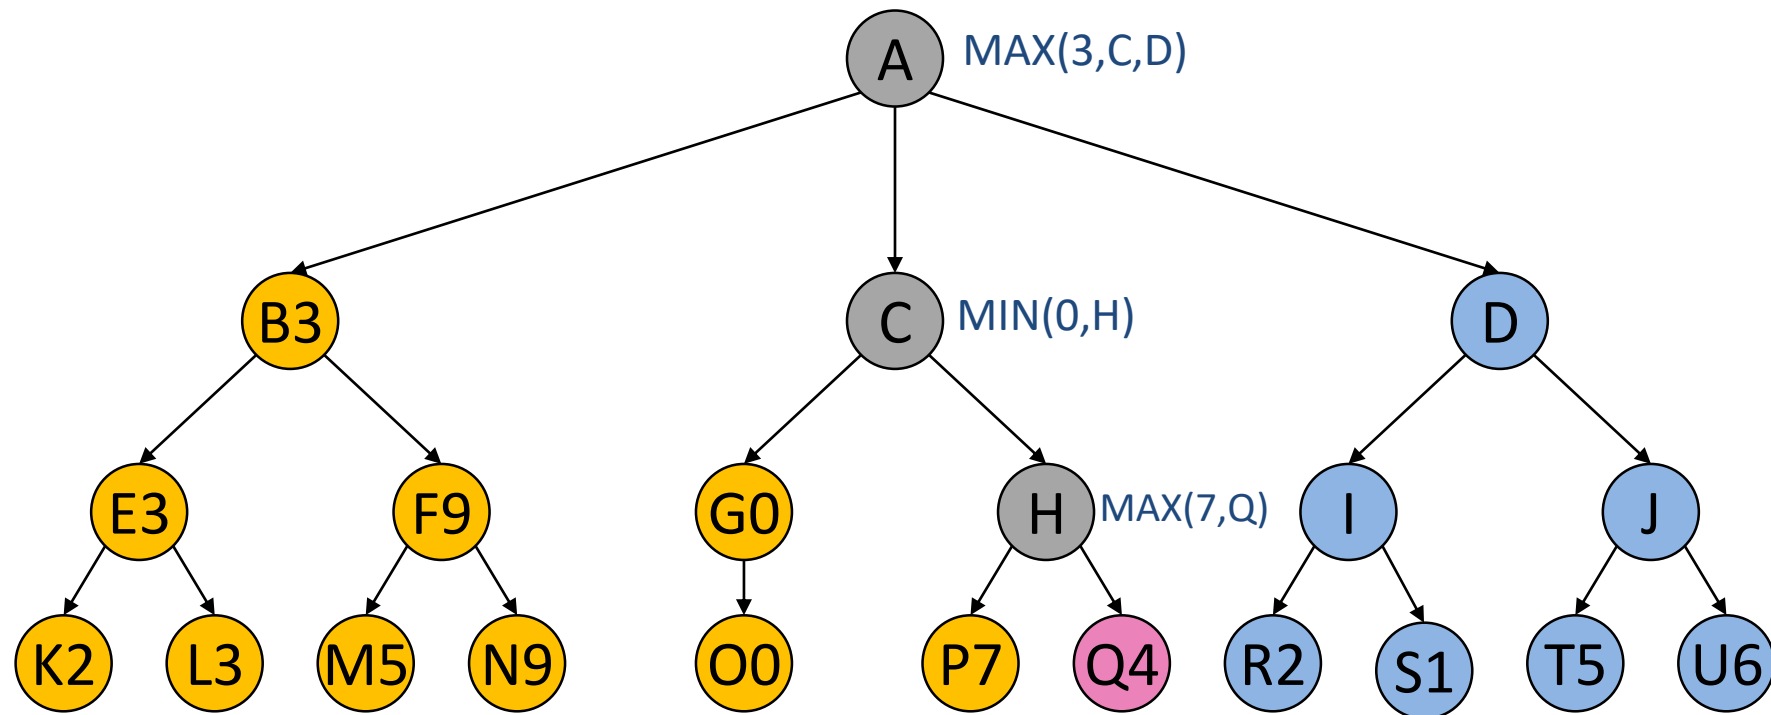 A MAX(3,C,D)
B3 C MIN(0,H) D
E3 F9 G0 H MAX(7,Q) I J
K2 L3 M5 N9 O0 P7 Q4 R2 S1 T5 U6